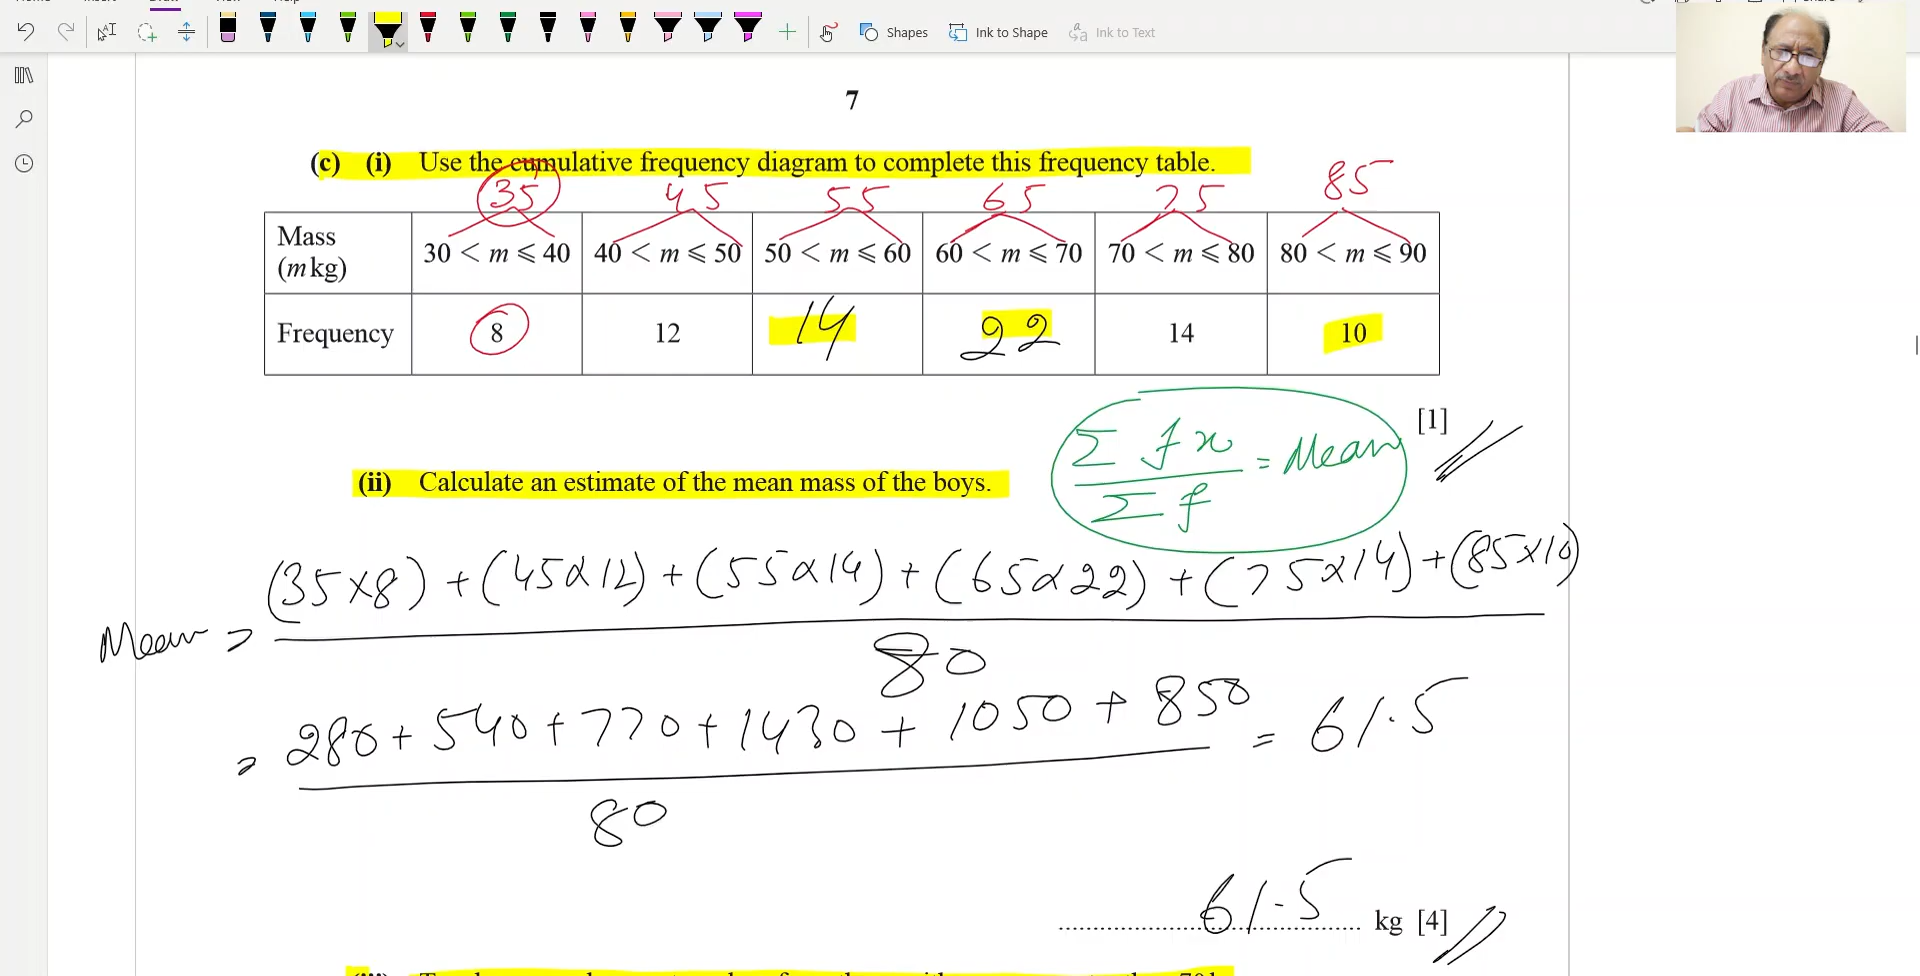 Shapes Ink to Shape Ink to Text
7
(c) (i) Use the cumulative frequency diagram to complete this frequency table.
35 45 55 65 75 85
Mass (m kg) 30 < m ⩽ 40 40 < m ⩽ 50 50 < m ⩽ 60 60 < m ⩽ 70 70 < m ⩽ 80 80 < m ⩽ 90
Frequency 8 12 14 22 14 10
[1]
Σfx / Σf = Mean
(ii) Calculate an estimate of the mean mass of the boys.
(35×8) + (45×12) + (55×14) + (65×22) + (75×14) + (85×10)
Mean =
80
= 280 + 540 + 770 + 1430 + 1050 + 850 = 61.5
80
61.5 kg [4]